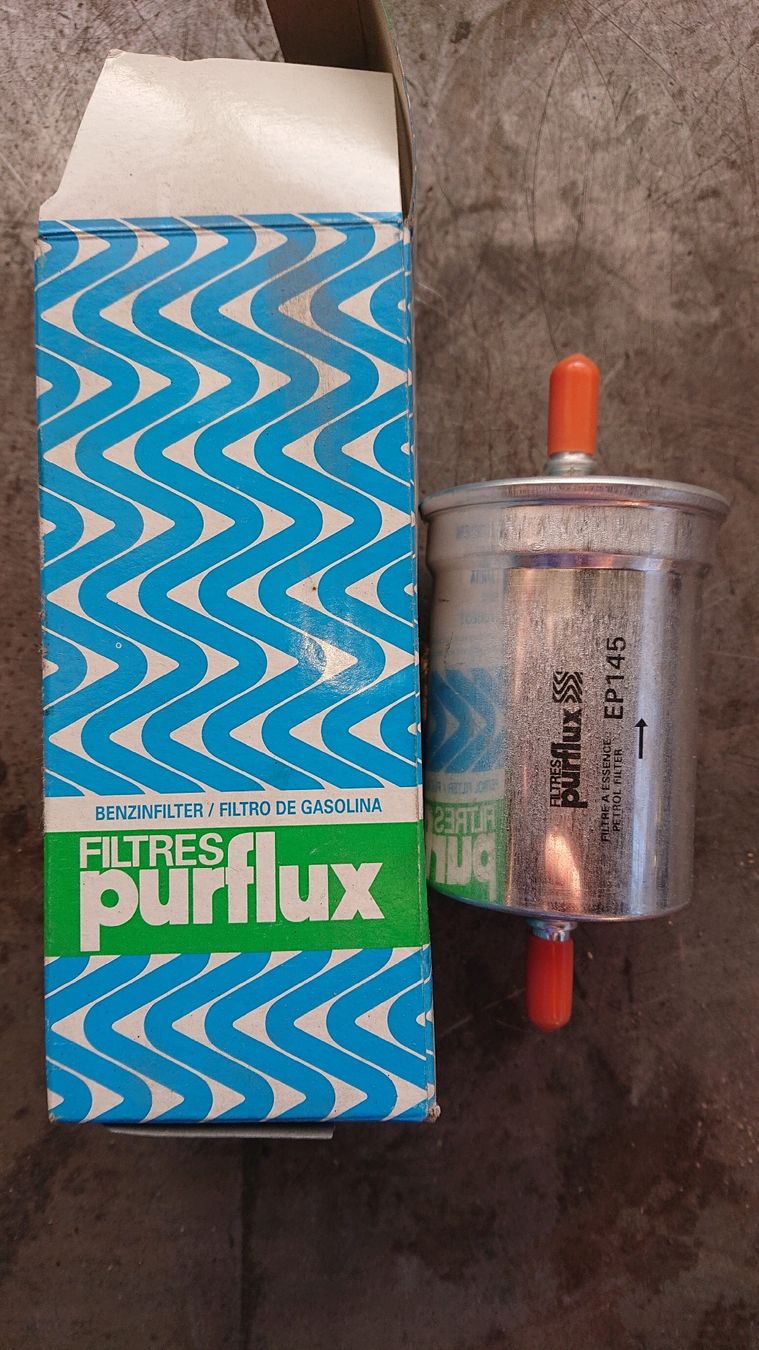 BENZINFILTER / FILTRO DE GASOLINA
FILTRES
purflux
FILTRES
purflux
FILTRE A ESSENCE
PETROL FILTER
EP145